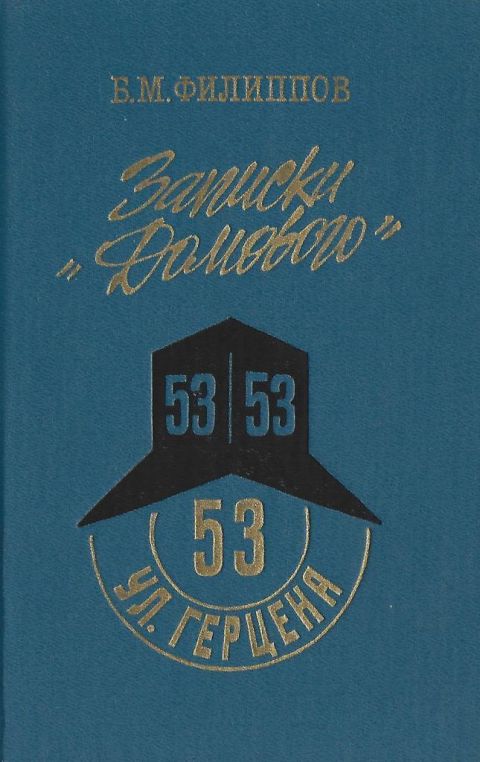 Б.М.ФИЛИППОВ
Записки
"Домового"
53 53
53
УЛ. ГЕРЦЕНА